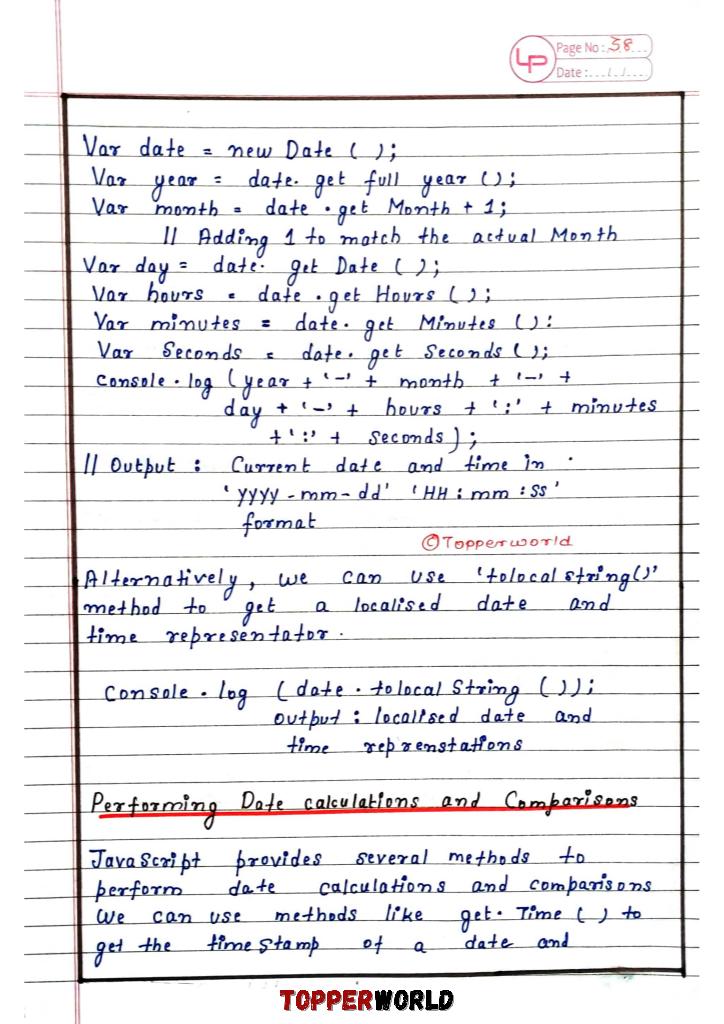 LP
Page No: 38
Date: .../.../...
Var date = new Date ( );
Var year = date. get full year ();
Var month = date . get Month + 1;
// Adding 1 to match the actual Month
Var day = date. get Date ( );
Var hours = date . get Hours ( );
Var minutes = date. get Minutes ():
Var Seconds = date. get Seconds ( );
Console . log (year + '-' + month + '-' +
day + '-' + hours + ':' + minutes
+ ':' + seconds) ;
// Output : Current date and time in
'yyyy - mm - dd' 'HH : mm : SS'
format
©Topperworld
Alternatively, we can use 'tolocal string()'
method to get a localised date and
time representator.
Console . log (date . tolocal String ( ));
output : localised date and
time reprenstations
Performing Date calculations and Comparisons
JavaScript provides several methods to
perform date calculations and comparisons
We can use methods like get. Time ( ) to
get the time stamp of a date and
TOPPERWORLD